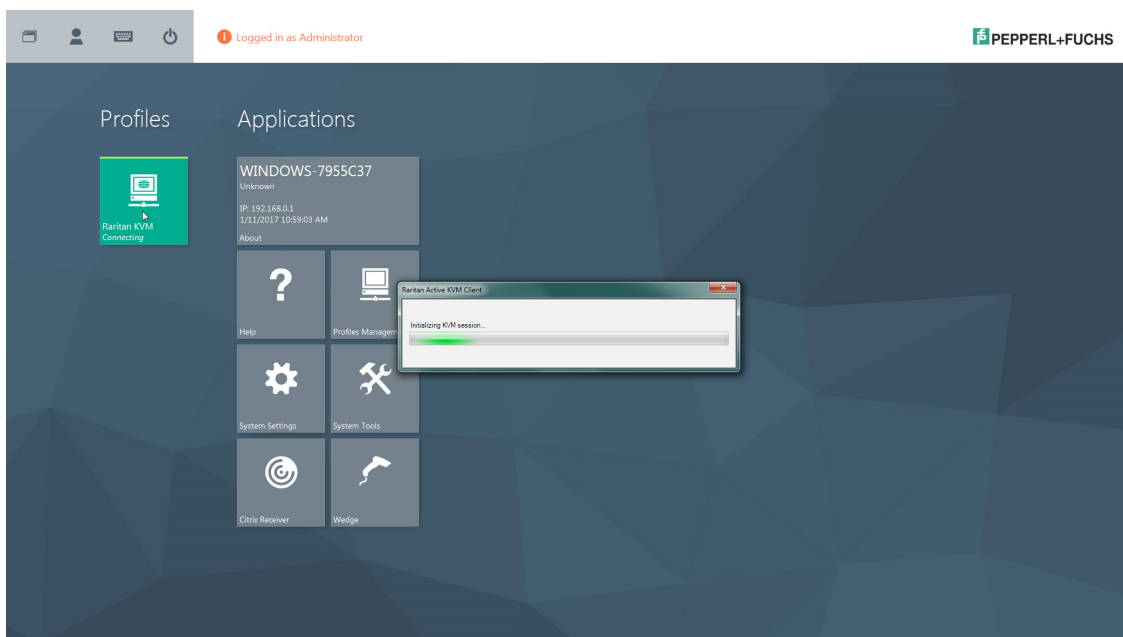 Logged in as Administrator
PEPPERL+FUCHS
Profiles
Applications
Raritan KVM
Connecting
WINDOWS-7955C37
Unknown
IP: 192.168.0.1
1/11/2017 10:59:03 AM
About
?
Help
Profiles Managem
Raritan Active KVM Client
Initializing KVM session...
System Settings
System Tools
Citrix Receiver
Wedge